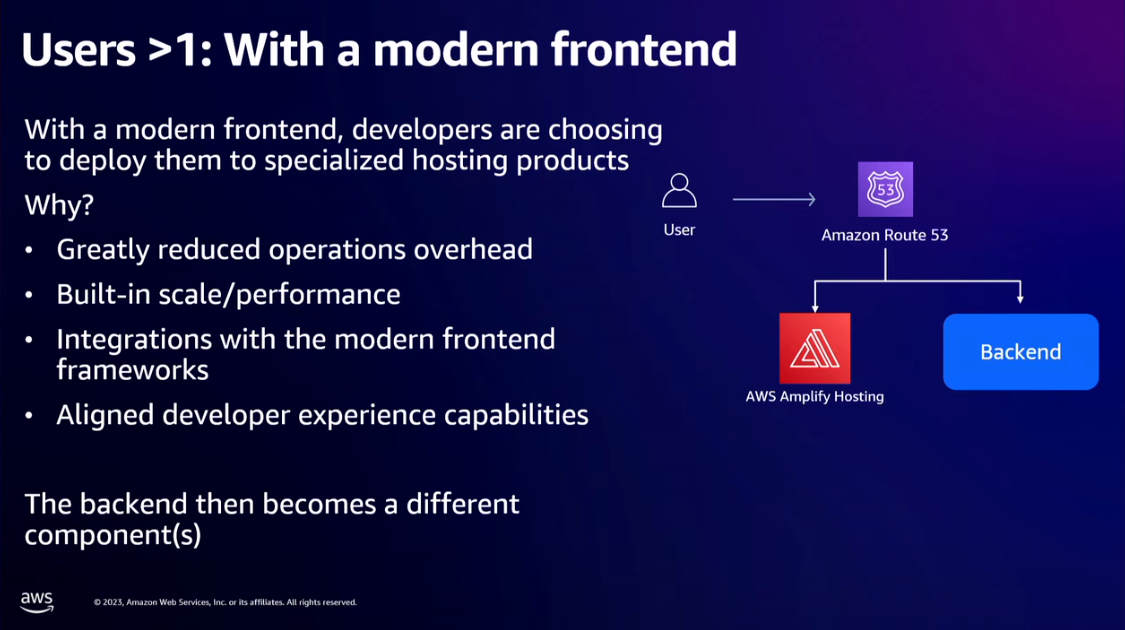 Users >1: With a modern frontend
With a modern frontend, developers are choosing
to deploy them to specialized hosting products
Why?
• Greatly reduced operations overhead
• Built-in scale/performance
• Integrations with the modern frontend
frameworks
• Aligned developer experience capabilities
The backend then becomes a different
component(s)
User
53
Amazon Route 53
AWS Amplify Hosting
Backend
aws
© 2023, Amazon Web Services, Inc. or its affiliates. All rights reserved.